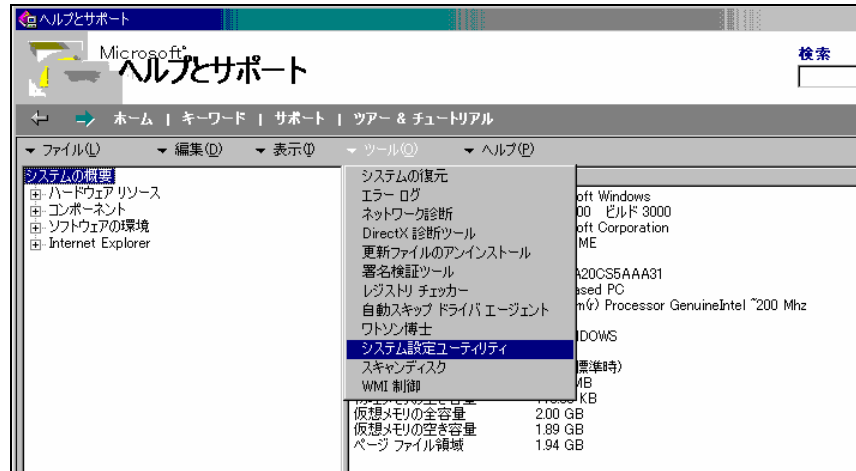 ヘルプとサポート
Microsoft
ヘルプとサポート
検索
ホーム | キーワード | サポート | ツアー & チュートリアル
ファイル(L) 編集(D) 表示(I) ツール(O) ヘルプ(P)
システムの概要
ハードウェア リソース
コンポーネント
ソフトウェアの環境
Internet Explorer
システムの復元
エラー ログ
ネットワーク診断
DirectX 診断ツール
更新ファイルのアンインストール
署名検証ツール
レジストリ チェッカー
自動スキップ ドライバ エージェント
ワトソン博士
システム設定ユーティリティ
スキャンディスク
WMI 制御
oft Windows
00 ビルド 3000
oft Corporation
ME
A20CS5AAA31
ased PC
m(r) Processor GenuineIntel ~200 Mhz
DOWS
標準時)
MB
KB
仮想メモリの全容量 2.00 GB
仮想メモリの空き容量 1.89 GB
ページ ファイル領域 1.94 GB